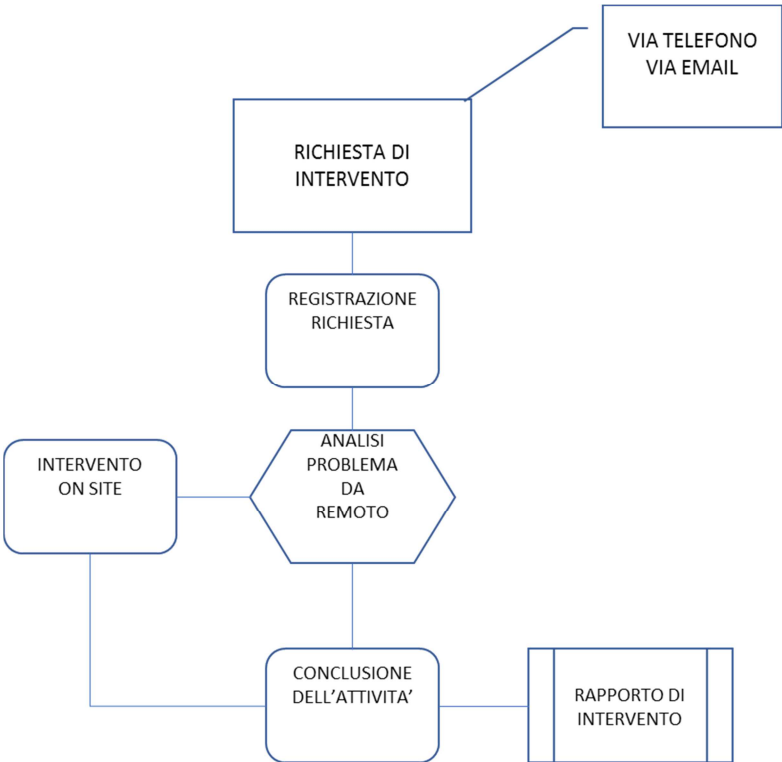 VIA TELEFONO
VIA EMAIL
RICHIESTA DI
INTERVENTO
REGISTRAZIONE
RICHIESTA
ANALISI
PROBLEMA
DA
REMOTO
INTERVENTO
ON SITE
CONCLUSIONE
DELL’ATTIVITA’
RAPPORTO DI
INTERVENTO